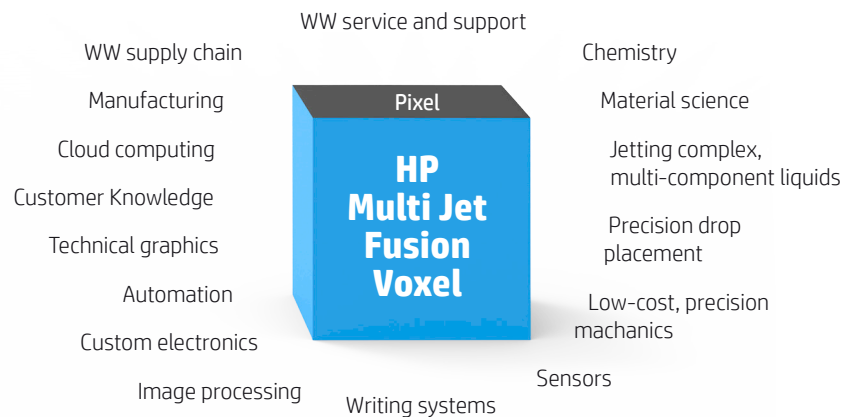 WW service and support
WW supply chain
Chemistry
Manufacturing
Pixel
Material science
Cloud computing
Jetting complex,
multi-component liquids
HP
Multi Jet
Fusion
Voxel
Customer Knowledge
Precision drop
placement
Technical graphics
Automation
Low-cost, precision
machanics
Custom electronics
Sensors
Image processing
Writing systems